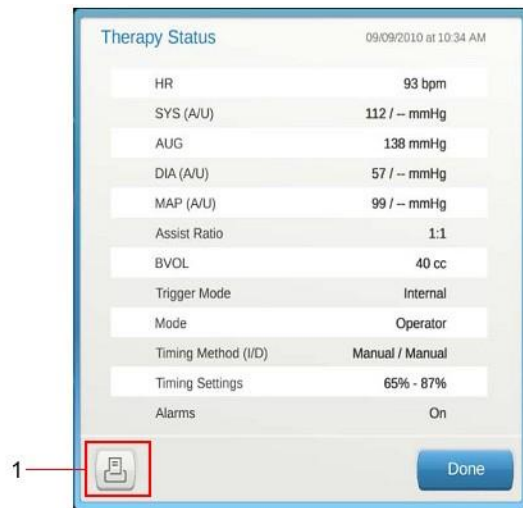 Therapy Status 09/09/2010 at 10:34 AM
HR 93 bpm
SYS (A/U) 112 / -- mmHg
AUG 138 mmHg
DIA (A/U) 57 / -- mmHg
MAP (A/U) 99 / -- mmHg
Assist Ratio 1:1
BVOL 40 cc
Trigger Mode Internal
Mode Operator
Timing Method (I/D) Manual / Manual
Timing Settings 65% - 87%
Alarms On
1 Done